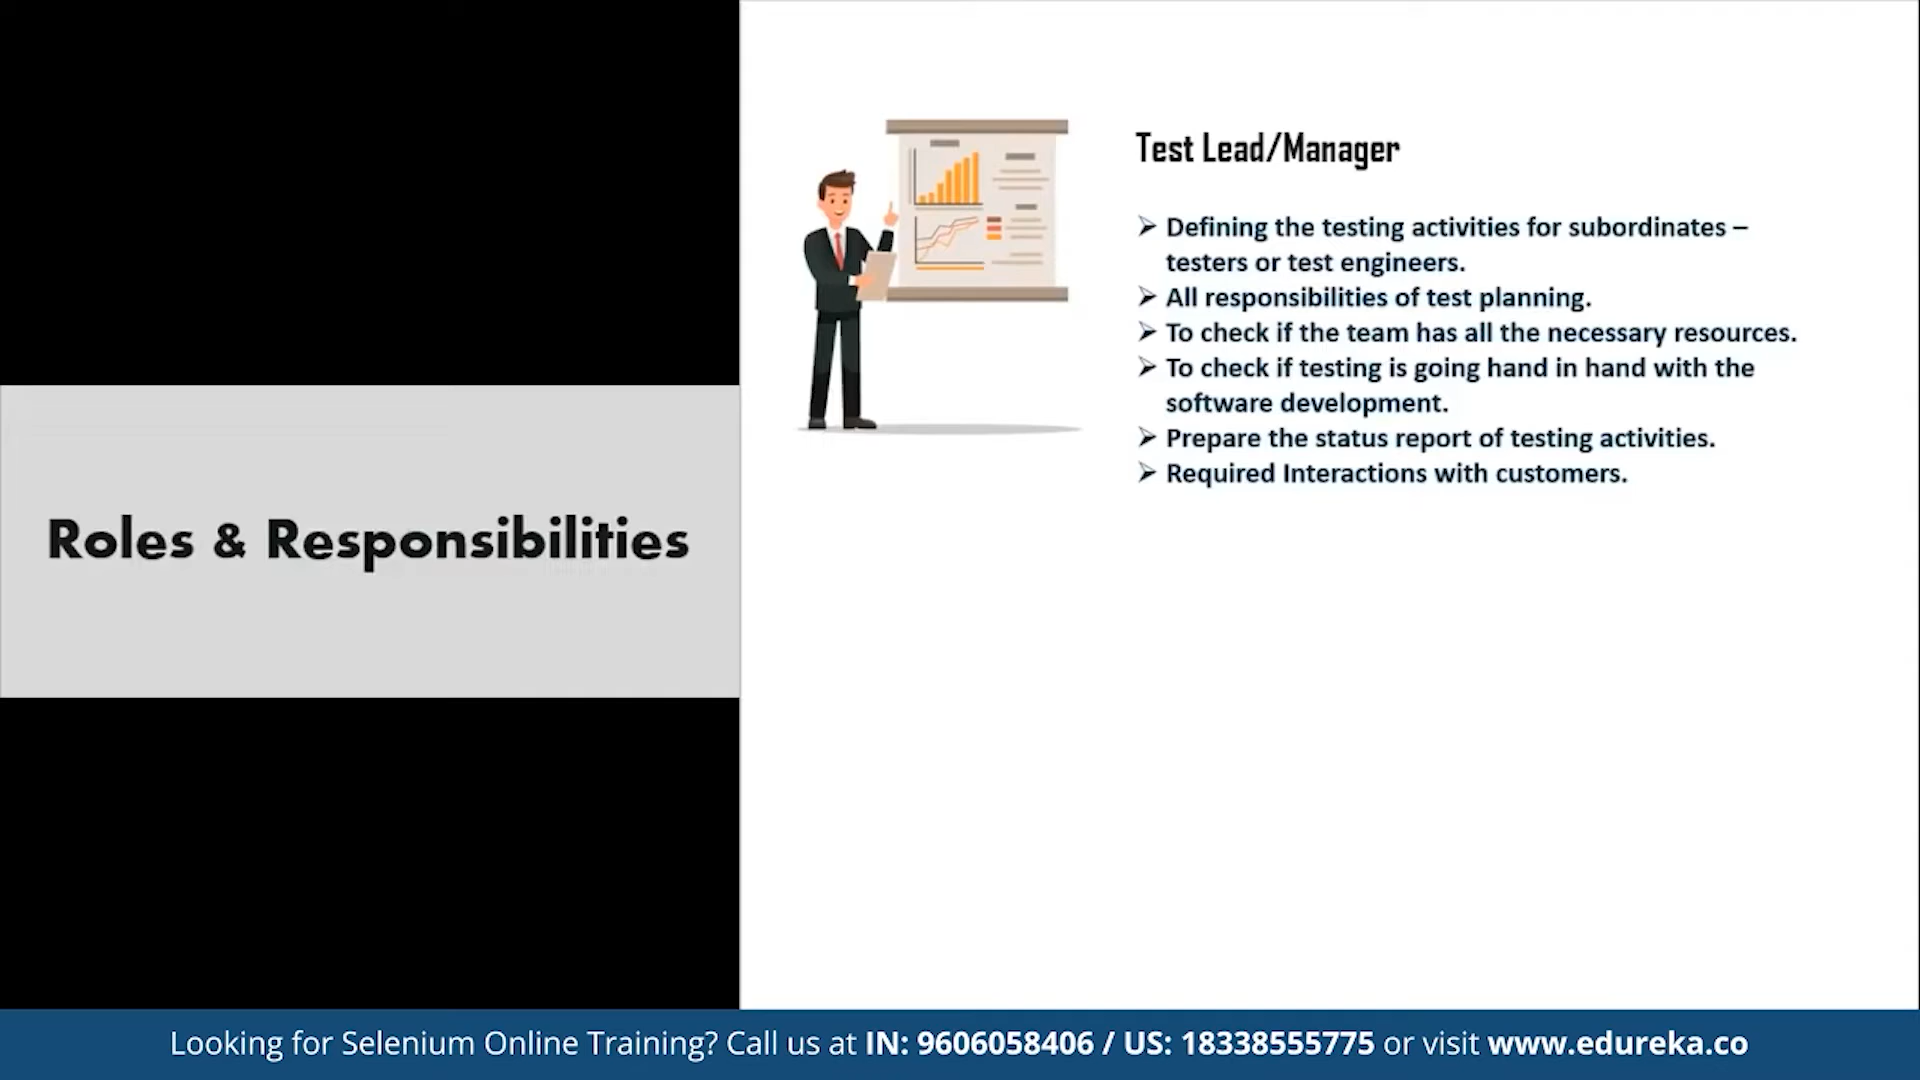 Roles & Responsibilities
Test Lead/Manager
➢ Defining the testing activities for subordinates –
testers or test engineers.
➢ All responsibilities of test planning.
➢ To check if the team has all the necessary resources.
➢ To check if testing is going hand in hand with the
software development.
➢ Prepare the status report of testing activities.
➢ Required Interactions with customers.
Looking for Selenium Online Training? Call us at IN: 9606058406 / US: 18338555775 or visit www.edureka.co